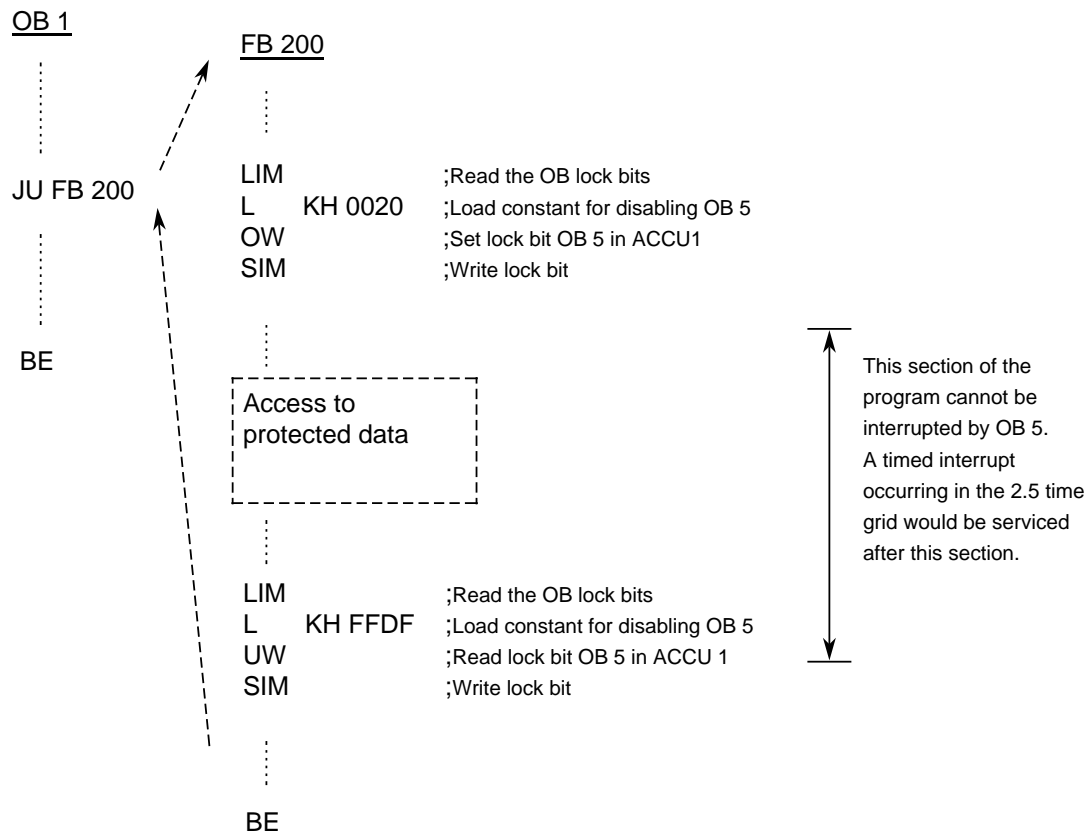 OB 1
JU FB 200
BE
FB 200
LIM ;Read the OB lock bits
L KH 0020 ;Load constant for disabling OB 5
OW ;Set lock bit OB 5 in ACCU1
SIM ;Write lock bit
Access to
protected data
LIM ;Read the OB lock bits
L KH FFDF ;Load constant for disabling OB 5
UW ;Read lock bit OB 5 in ACCU 1
SIM ;Write lock bit
BE
This section of the
program cannot be
interrupted by OB 5.
A timed interrupt
occurring in the 2.5 time
grid would be serviced
after this section.